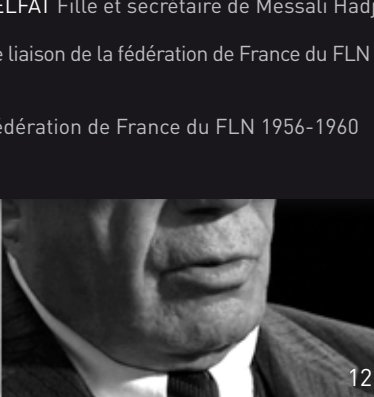 ELFAT Fille et secrétaire de Messali Hadj
e liaison de la fédération de France du FLN
édération de France du FLN 1956-1960
12